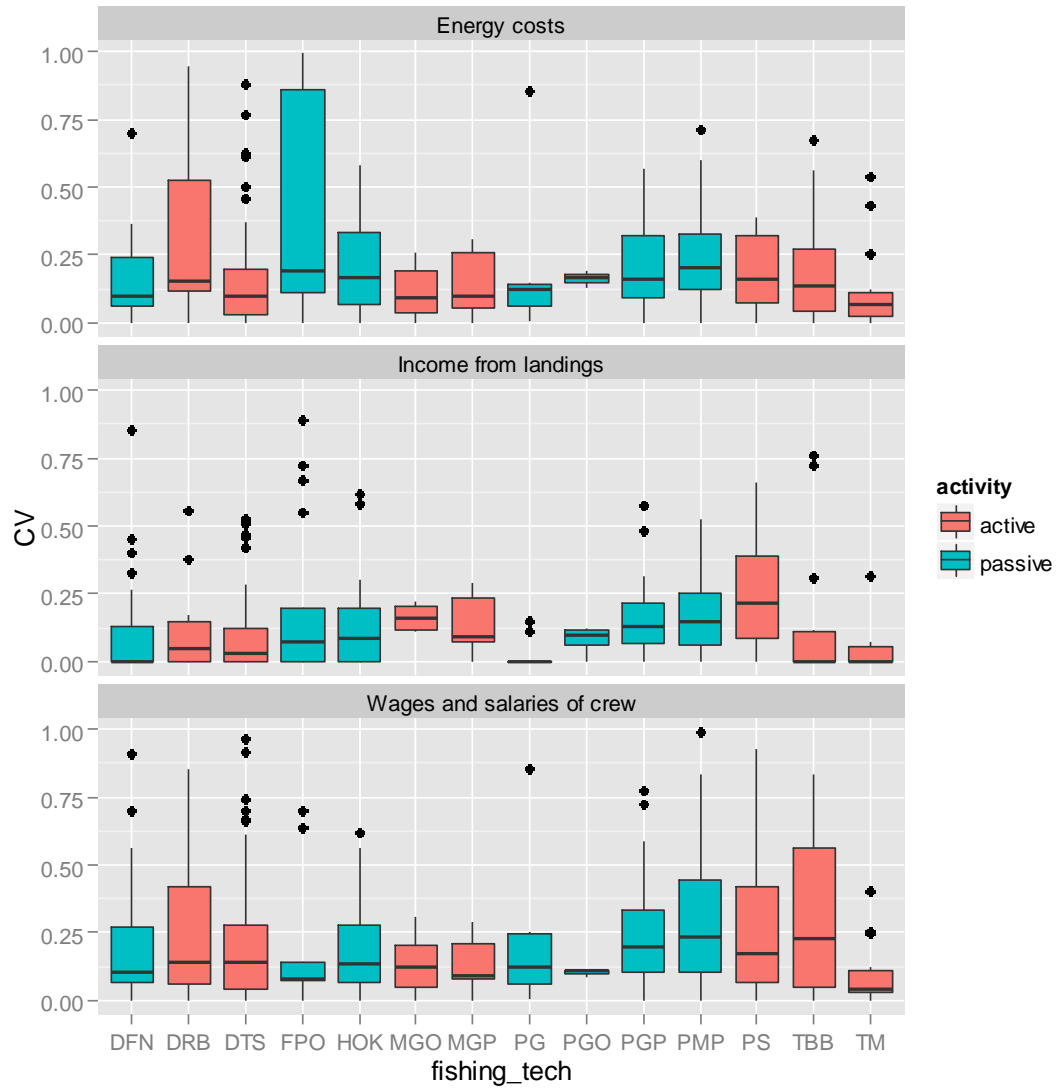 Energy costs
1.00
0.75
0.50
0.25
0.00
Income from landings
1.00
0.75
0.50
0.25
0.00
Wages and salaries of crew
1.00
0.75
0.50
0.25
0.00
CV
DFN DRB DTS FPO HOK MGO MGP PG PGO PGP PMP PS TBB TM
fishing_tech
activity
active
passive